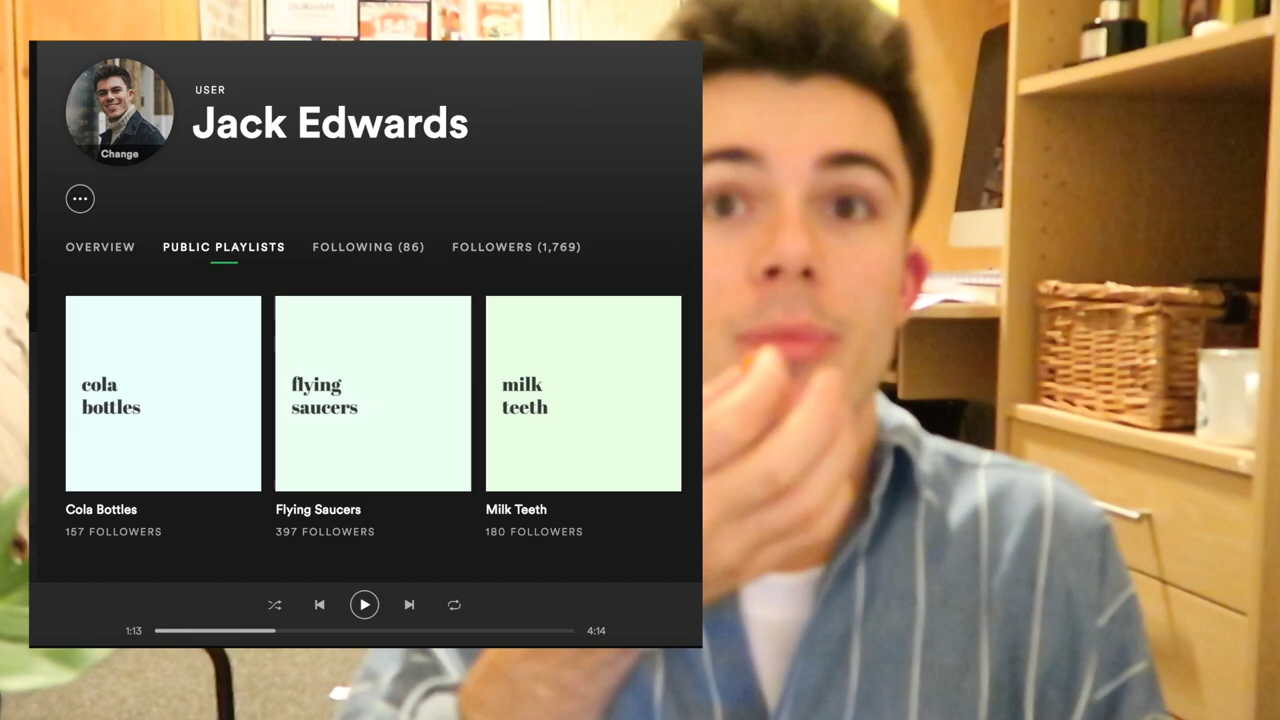 USER
Jack Edwards
Change
OVERVIEW PUBLIC PLAYLISTS FOLLOWING (86) FOLLOWERS (1,769)
cola
bottles
flying
saucers
milk
teeth
Cola Bottles
157 FOLLOWERS
Flying Saucers
397 FOLLOWERS
Milk Teeth
180 FOLLOWERS
1:13 4:14